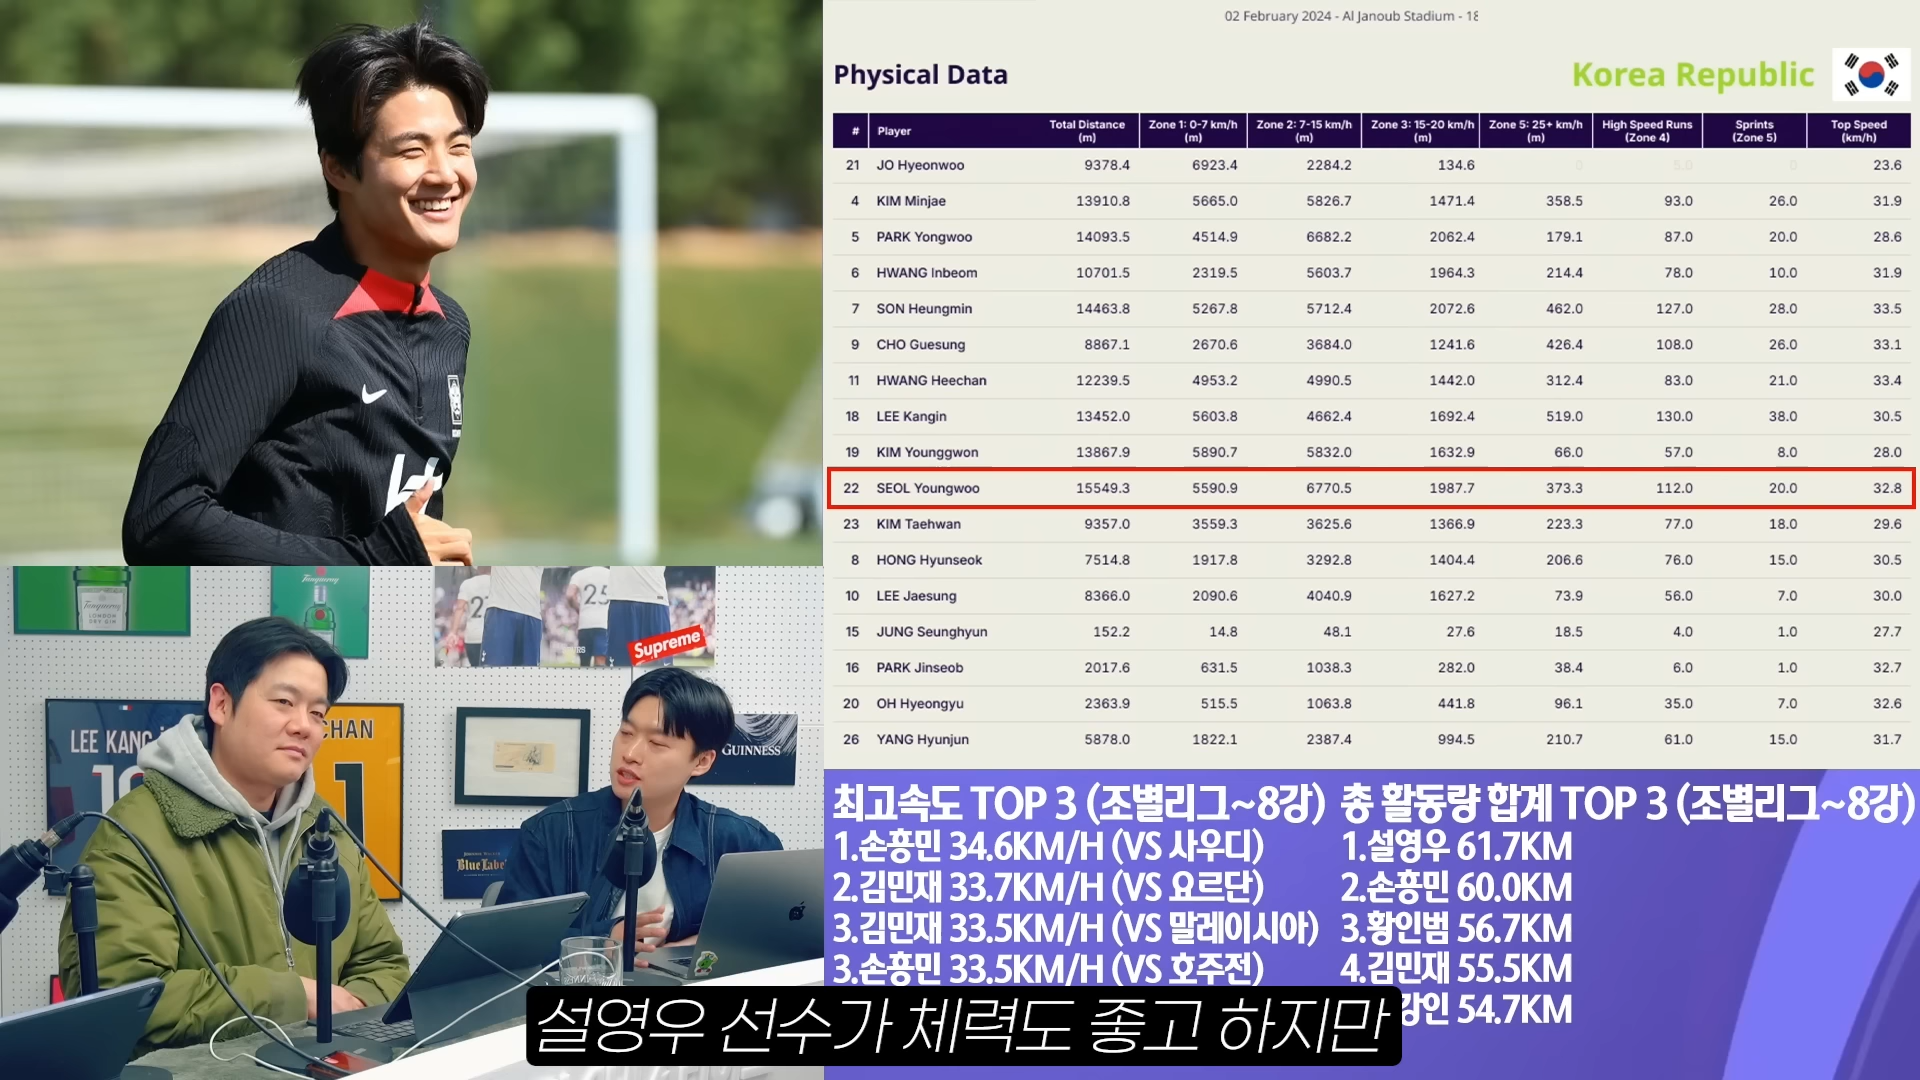 02 February 2024 - Al Janoub Stadium - 18
Physical Data
Korea Republic
# Player Total Distance (m) Zone 1: 0-7 km/h (m) Zone 2: 7-15 km/h (m) Zone 3: 15-20 km/h (m) Zone 5: 25+ km/h (m) High Speed Runs (Zone 4) Sprints (Zone 5) Top Speed (km/h)
21 JO Hyeonwoo 9378.4 6923.4 2284.2 134.6 0 5.0 0 23.6
4 KIM Minjae 13910.8 5665.0 5826.7 1471.4 358.5 93.0 26.0 31.9
5 PARK Yongwoo 14093.5 4514.9 6682.2 2062.4 179.1 87.0 20.0 28.6
6 HWANG Inbeom 10701.5 2319.5 5603.7 1964.3 214.4 78.0 10.0 31.9
7 SON Heungmin 14463.8 5267.8 5712.4 2072.6 462.0 127.0 28.0 33.5
9 CHO Guesung 8867.1 2670.6 3684.0 1241.6 426.4 108.0 26.0 33.1
11 HWANG Heechan 12239.5 4953.2 4990.5 1442.0 312.4 83.0 21.0 33.4
18 LEE Kangin 13452.0 5603.8 4662.4 1692.4 519.0 130.0 38.0 30.5
19 KIM Younggwon 13867.9 5890.7 5832.0 1632.9 66.0 57.0 8.0 28.0
22 SEOL Youngwoo 15549.3 5590.9 6770.5 1987.7 373.3 112.0 20.0 32.8
23 KIM Taehwan 9357.0 3559.3 3625.6 1366.9 223.3 77.0 18.0 29.6
8 HONG Hyunseok 7514.8 1917.8 3292.8 1404.4 206.6 76.0 15.0 30.5
10 LEE Jaesung 8366.0 2090.6 4040.9 1627.2 73.9 56.0 7.0 30.0
15 JUNG Seunghyun 152.2 14.8 48.1 27.6 18.5 4.0 1.0 27.7
16 PARK Jinseob 2017.6 631.5 1038.3 282.0 38.4 6.0 1.0 32.7
20 OH Hyeongyu 2363.9 515.5 1063.8 441.8 96.1 35.0 7.0 32.6
26 YANG Hyunjun 5878.0 1822.1 2387.4 994.5 210.7 61.0 15.0 31.7
Tanqueray
LONDON
DRY GIN
Tanqueray
25
Supreme
LEE KANG
10
CHAN
1
GUINNESS
Blue Labe
최고속도 TOP 3 (조별리그~8강)
1.손흥민 34.6KM/H (VS 사우디)
2.김민재 33.7KM/H (VS 요르단)
3.김민재 33.5KM/H (VS 말레이시아)
3.손흥민 33.5KM/H (VS 호주전)
총 활동량 합계 TOP 3 (조별리그~8강)
1.설영우 61.7KM
2.손흥민 60.0KM
3.황인범 56.7KM
4.김민재 55.5KM
강인 54.7KM
설영우 선수가 체력도 좋고 하지만